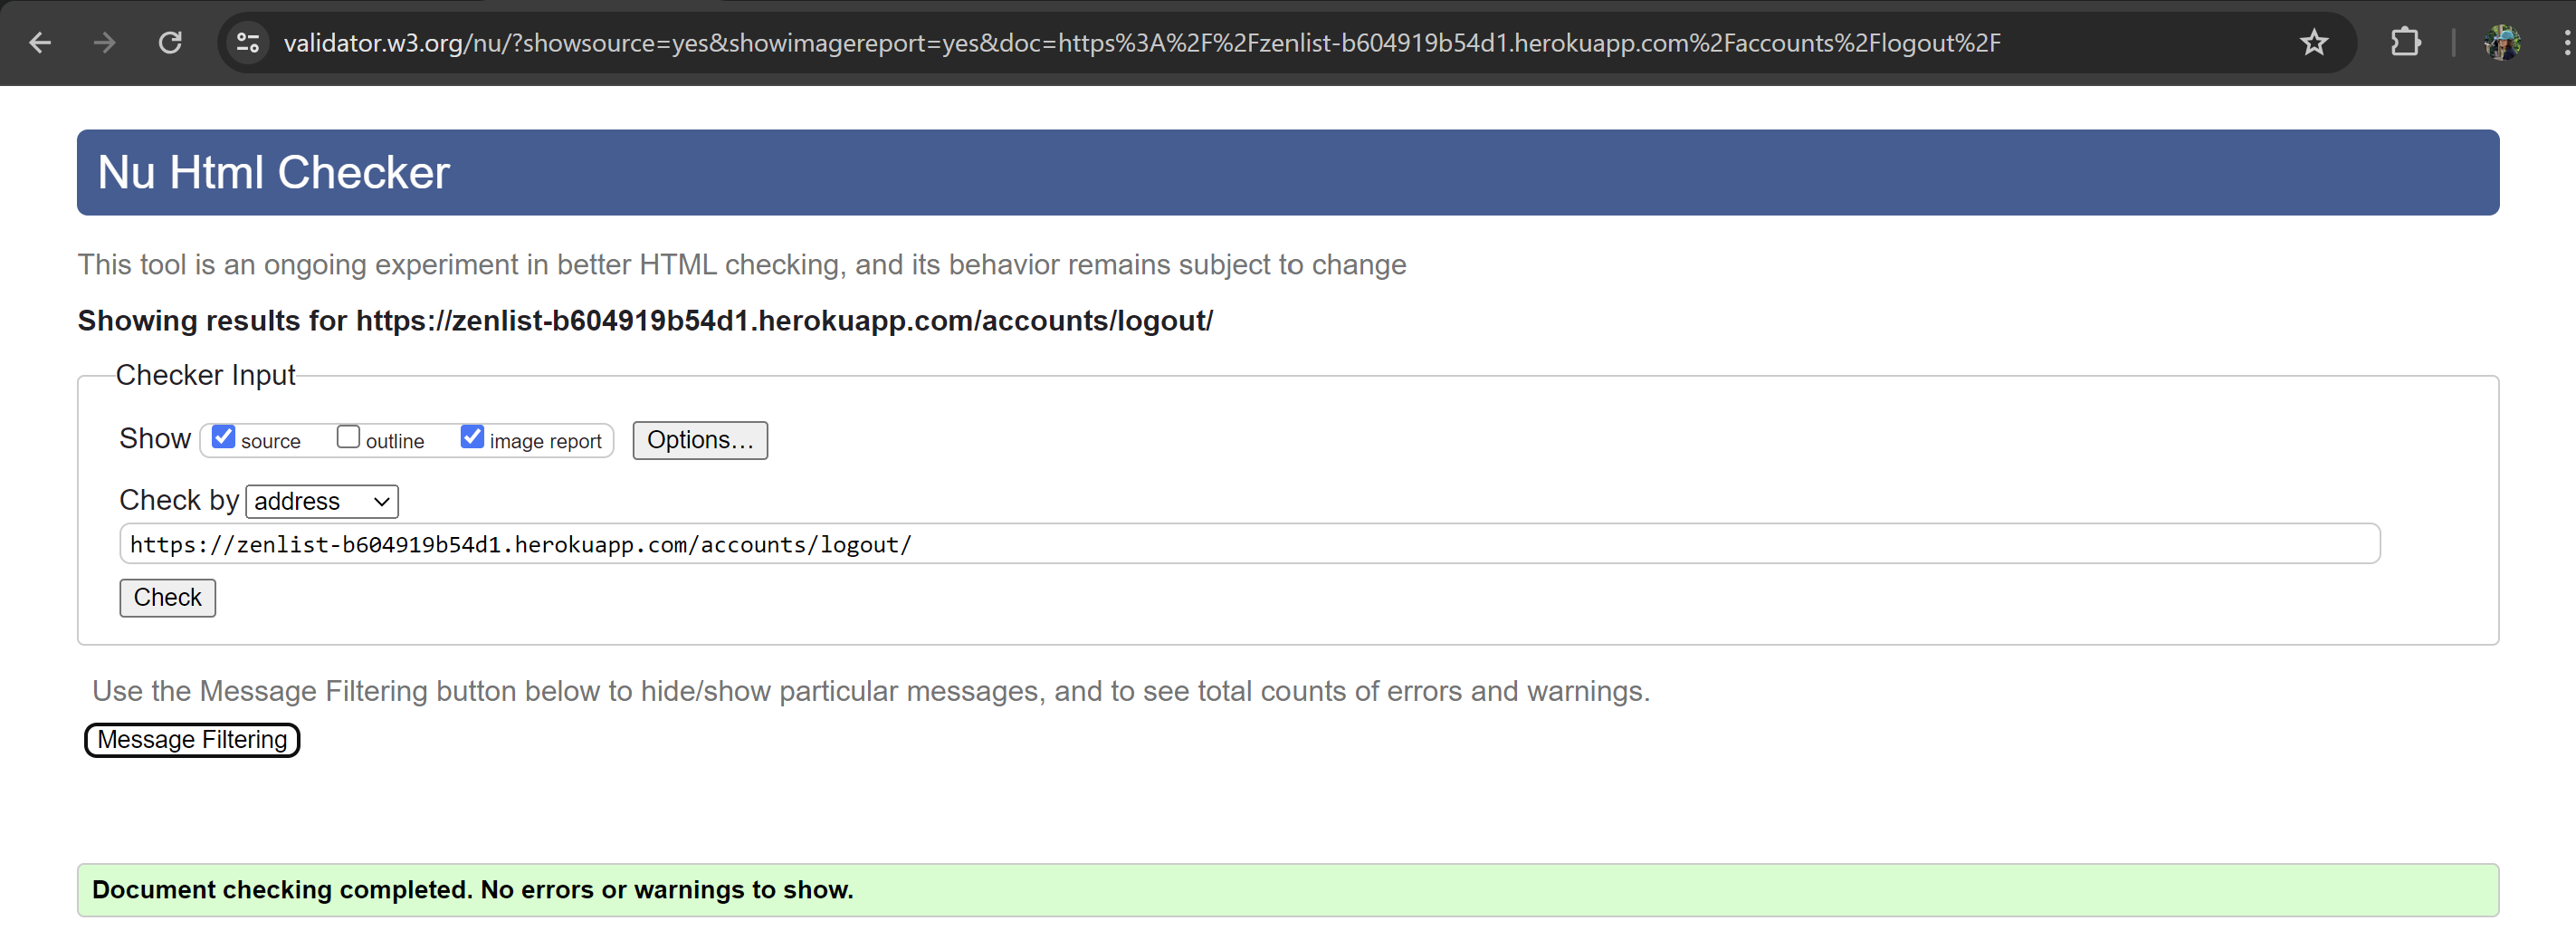 validator.w3.org/nu/?showsource=yes&showimagereport=yes&doc=https%3A%2F%2Fzenlist-b604919b54d1.herokuapp.com%2Faccounts%2Flogout%2F
Nu Html Checker
This tool is an ongoing experiment in better HTML checking, and its behavior remains subject to change
Showing results for https://zenlist-b604919b54d1.herokuapp.com/accounts/logout/
Checker Input
Show source outline image report Options…
Check by address
https://zenlist-b604919b54d1.herokuapp.com/accounts/logout/
Check
Use the Message Filtering button below to hide/show particular messages, and to see total counts of errors and warnings.
Message Filtering
Document checking completed. No errors or warnings to show.